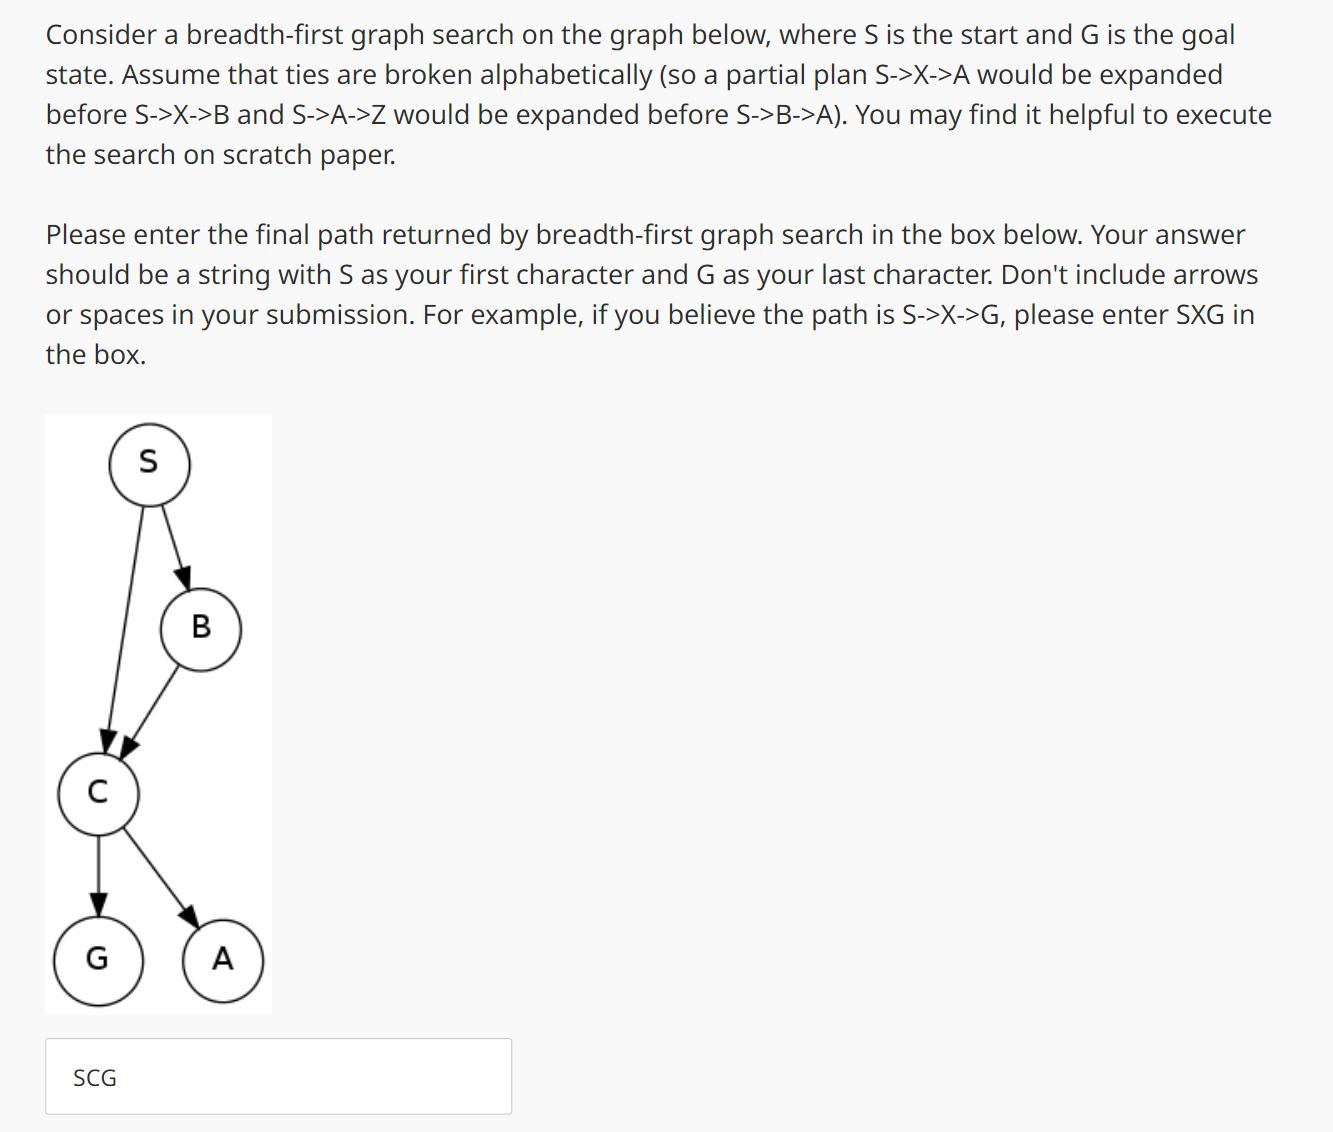 Consider a breadth-first graph search on the graph below, where S is the start and G is the goal
state. Assume that ties are broken alphabetically (so a partial plan S->X->A would be expanded
before S->X->B and S->A->Z would be expanded before S->B->A). You may find it helpful to execute
the search on scratch paper.
Please enter the final path returned by breadth-first graph search in the box below. Your answer
should be a string with S as your first character and G as your last character. Don't include arrows
or spaces in your submission. For example, if you believe the path is S->X->G, please enter SXG in
the box.
S
B
C
G A
SCG